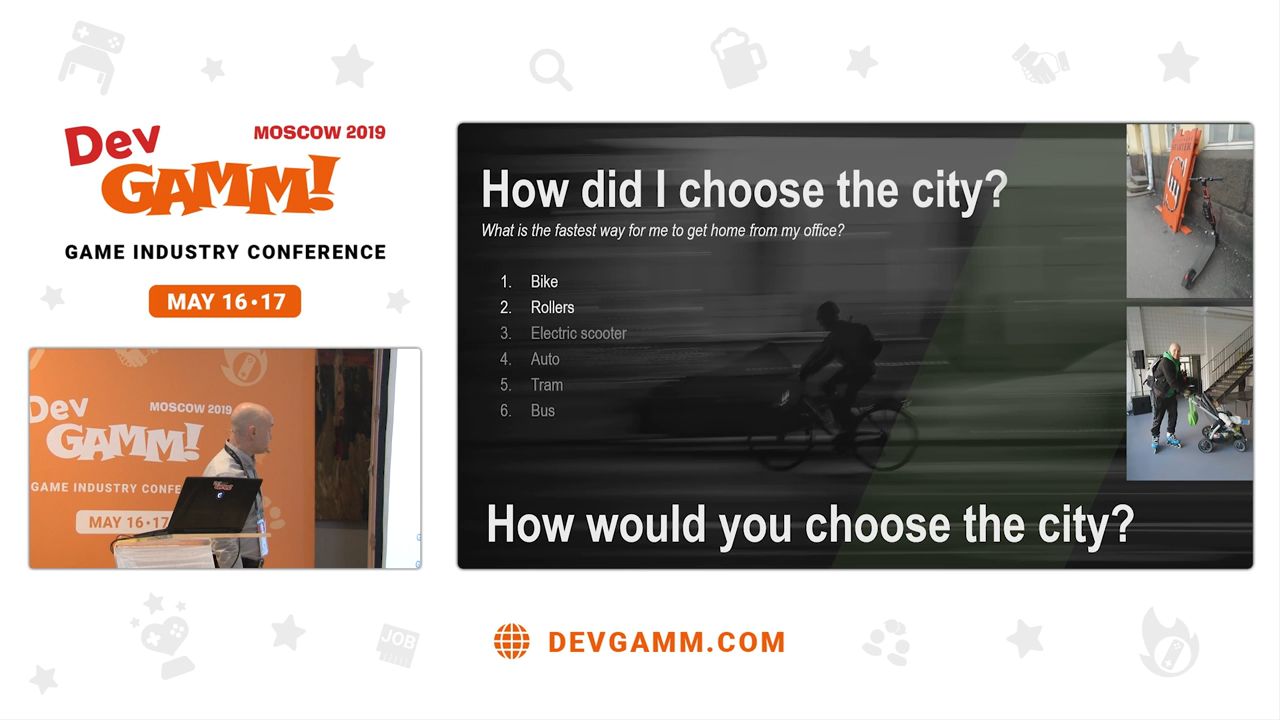 Dev
GAMM!
MOSCOW 2019
GAME INDUSTRY CONFERENCE
MAY 16•17
Dev
MOSCOW 2019
GAMM!
GAME INDUSTRY CONFE
MAY 16•17
How did I choose the city?
What is the fastest way for me to get home from my office?
1. Bike
2. Rollers
3. Electric scooter
4. Auto
5. Tram
6. Bus
How would you choose the city?
JOB
DEVGAMM.COM